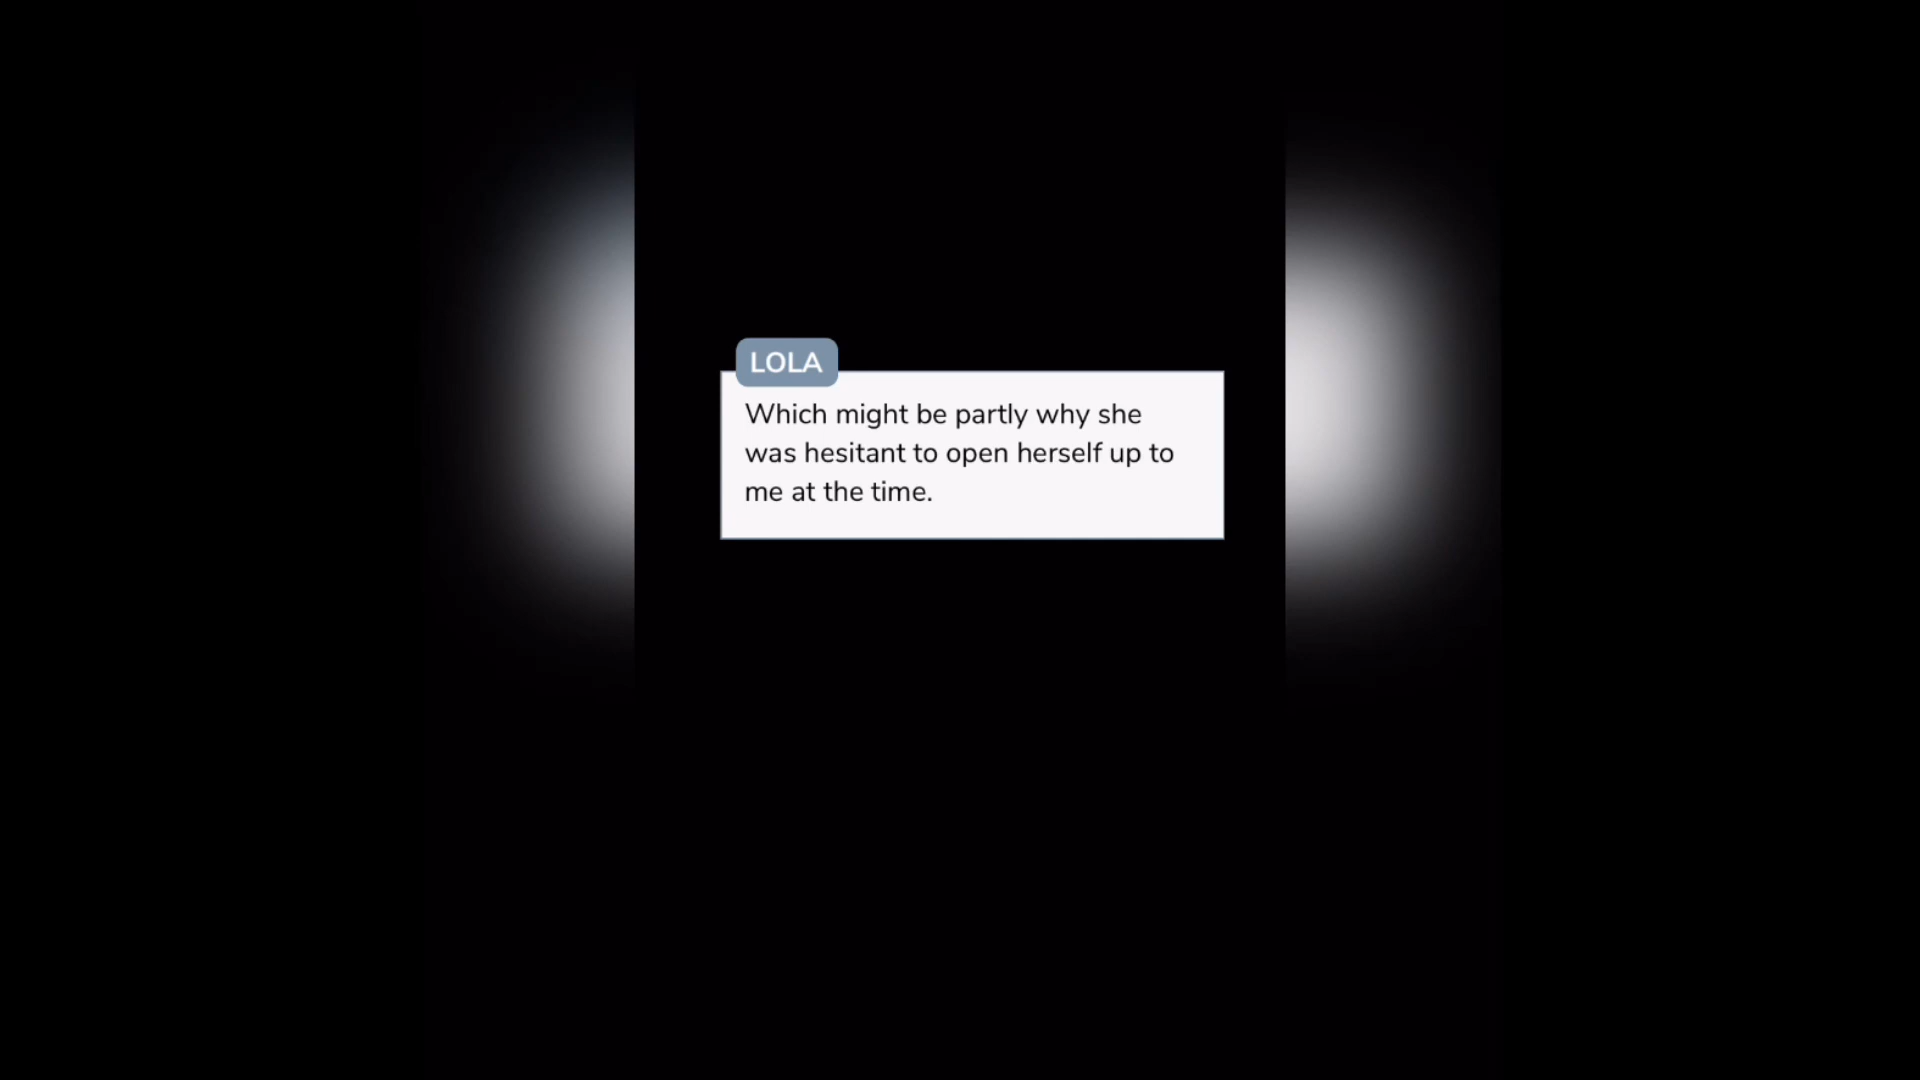 LOLA
Which might be partly why she
was hesitant to open herself up to
me at the time.